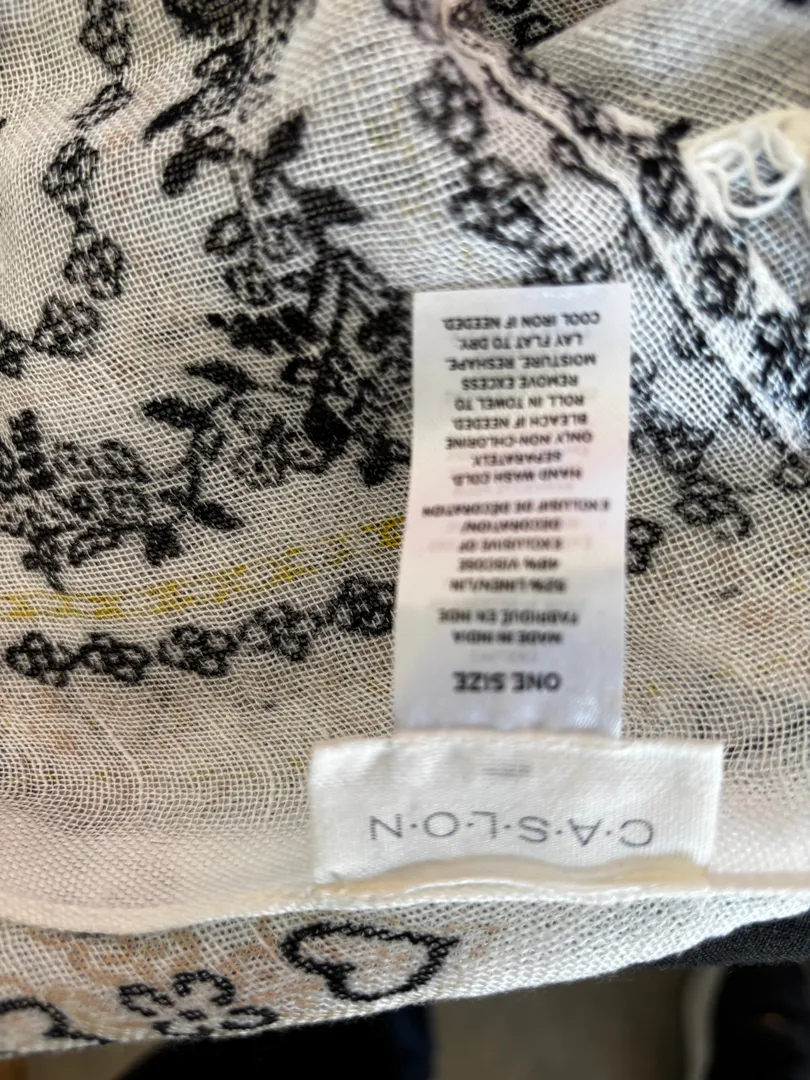 C·A·S·L·O·N
ONE SIZE
MADE IN INDIA
FABRIQUÉ EN INDE
52% LINEN/LIN
48% VISCOSE
EXCLUSIVE OF
DECORATION/
EXCLUSIF DE DÉCORATION
HAND WASH COLD.
SEPARATELY.
ONLY NON-CHLORINE
BLEACH IF NEEDED.
ROLL IN TOWEL TO
REMOVE EXCESS
MOISTURE, RESHAPE,
LAY FLAT TO DRY.
COOL IRON IF NEEDED.